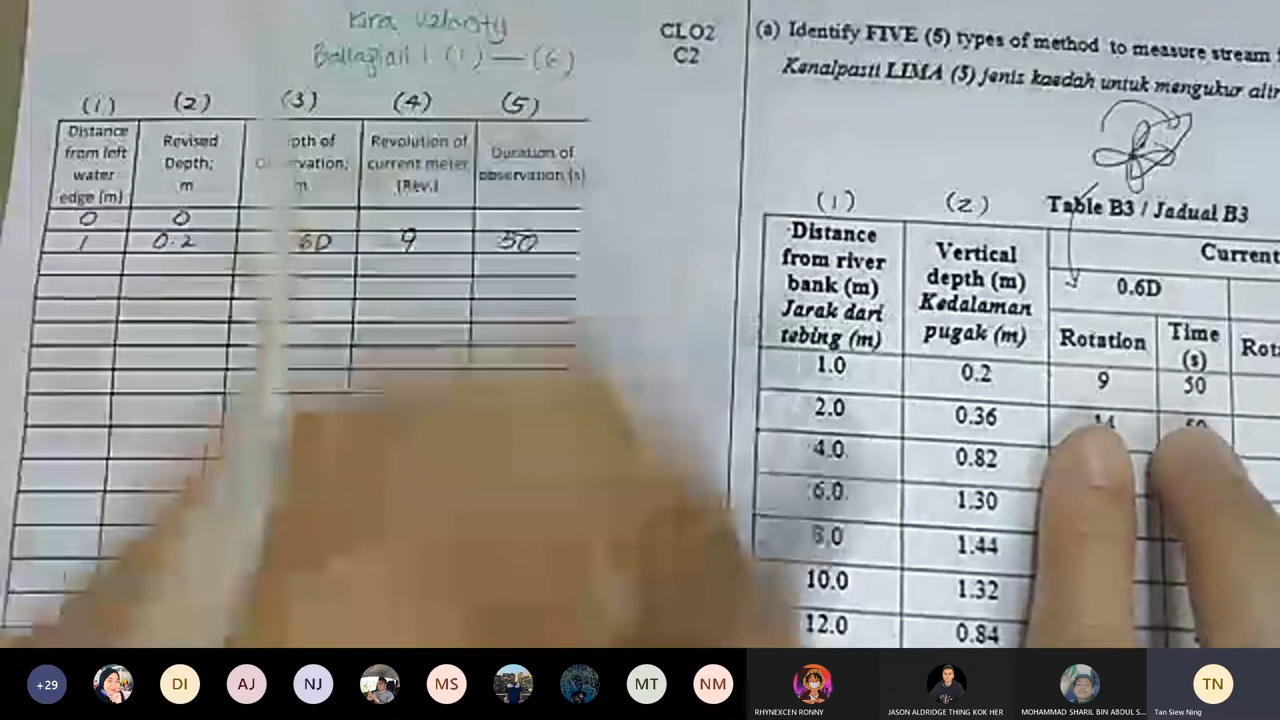 Kira velocity
Bahagian 1 (1) — (6)
(1) (2) (3) (4) (5)
Distance from left water edge (m)
Revised Depth; m
Revolution of current meter (Rev.)
Duration of observation (s)
0 0
1 0.2 6D 9 50
CLO2
C2
(a) Identify FIVE (5) types of method to measure stream
Kenalpasti LIMA (5) jenis kaedah untuk mengukur
(1) (2) Table B3 / Jadual B3
Distance from river bank (m)
Jarak dari tebing (m)
Vertical depth (m)
Kedalaman pugak (m)
Current
0.6D
Rotation
Time (s)
1.0 0.2 9 50
2.0 0.36
4.0 0.82
6.0 1.30
8.0 1.44
10.0 1.32
12.0 0.84
+29 DI AJ NJ MS MT NM TN
RHYNEXCEN RONNY
JASON ALDRIDGE THING KOK HER
MOHAMMAD SHARIL BIN ABDUL S...
Tan Siew Ning